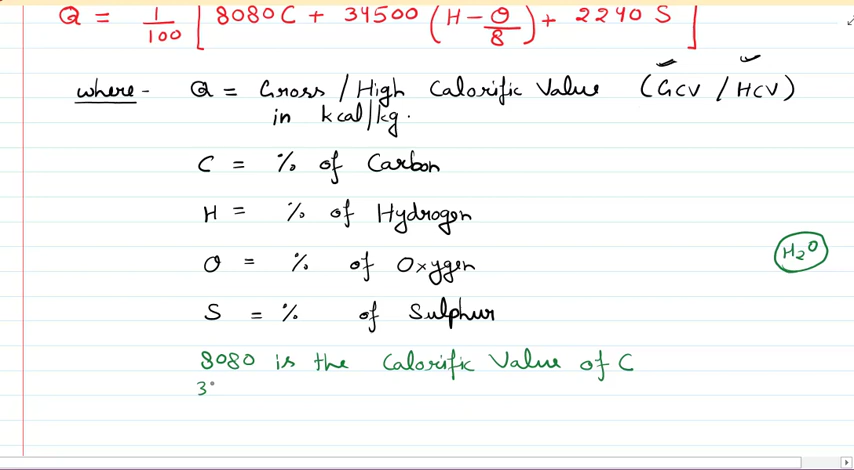 Q = 1/100 [ 8080 C + 34500 ( H - O/8 ) + 2240 S ]
where - Q = Gross / High Calorific Value (GCV / HCV)
in kcal/kg.
C = % of Carbon
H = % of Hydrogen
H2O
O = % of Oxygen
S = % of Sulphur
8080 is the Calorific Value of C
3